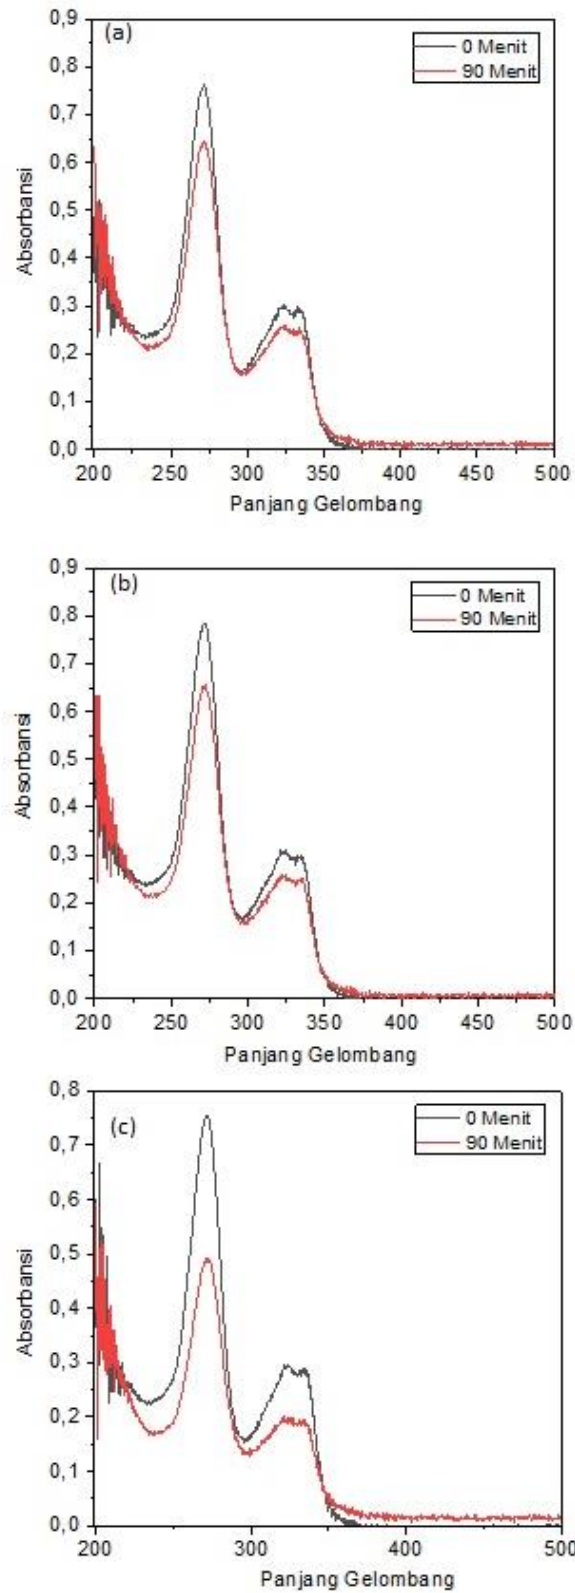 (a)
0 Menit
90 Menit
0,9
0,8
0,7
0,6
0,5
0,4
0,3
0,2
0,1
0,0
Absorbansi
200 250 300 350 400 450 500
Panjang Gelombang
(b)
0 Menit
90 Menit
0,9
0,8
0,7
0,6
0,5
0,4
0,3
0,2
0,1
0,0
Absorbansi
200 250 300 350 400 450 500
Panjang Gelombang
(c)
0 Menit
90 Menit
0,8
0,7
0,6
0,5
0,4
0,3
0,2
0,1
0,0
Absorbansi
200 300 400 500
Panjang Gelombang